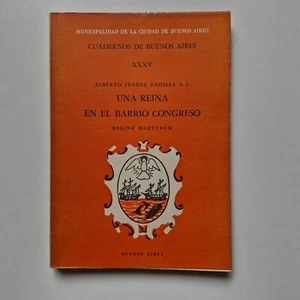 MUNICIPALIDAD DE LA CIUDAD DE BUENOS AIRES
CUADERNOS DE BUENOS AIRES
XXXV
ALBERTO IBÁÑEZ PADILLA S. J.
UNA REINA
EN EL BARRIO CONGRESO
REGINA MARTYRUM
BUENOS AIRES